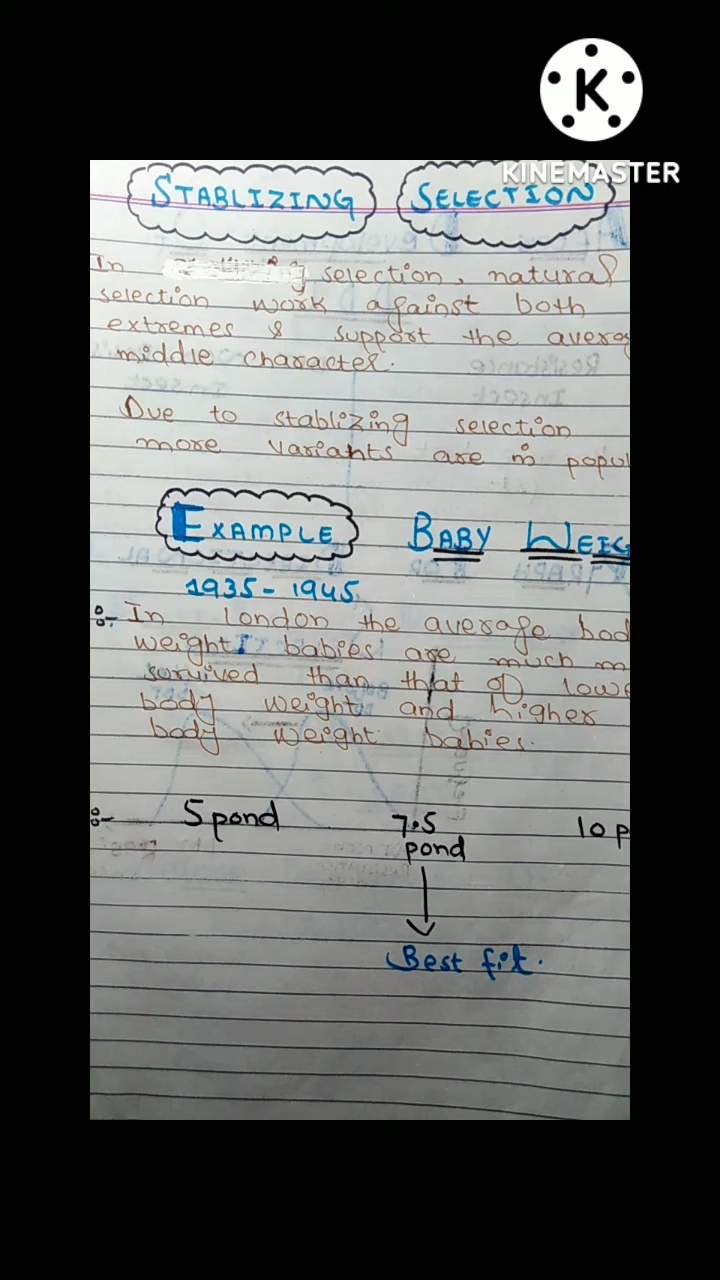 K
KINEMASTER
STABLIZING SELECTION
In selection, natural
selection work against both
extremes & support the averag
middle character.
Due to stablizing selection
more variants are in popul
EXAMPLE BABY WEIG
1935-1945
:- In london the average bod
weight babies are much m
survived than that of lowe
body weight and higher
body weight babies.
:- 5 pond 7.5 10 p
pond
Best fit.